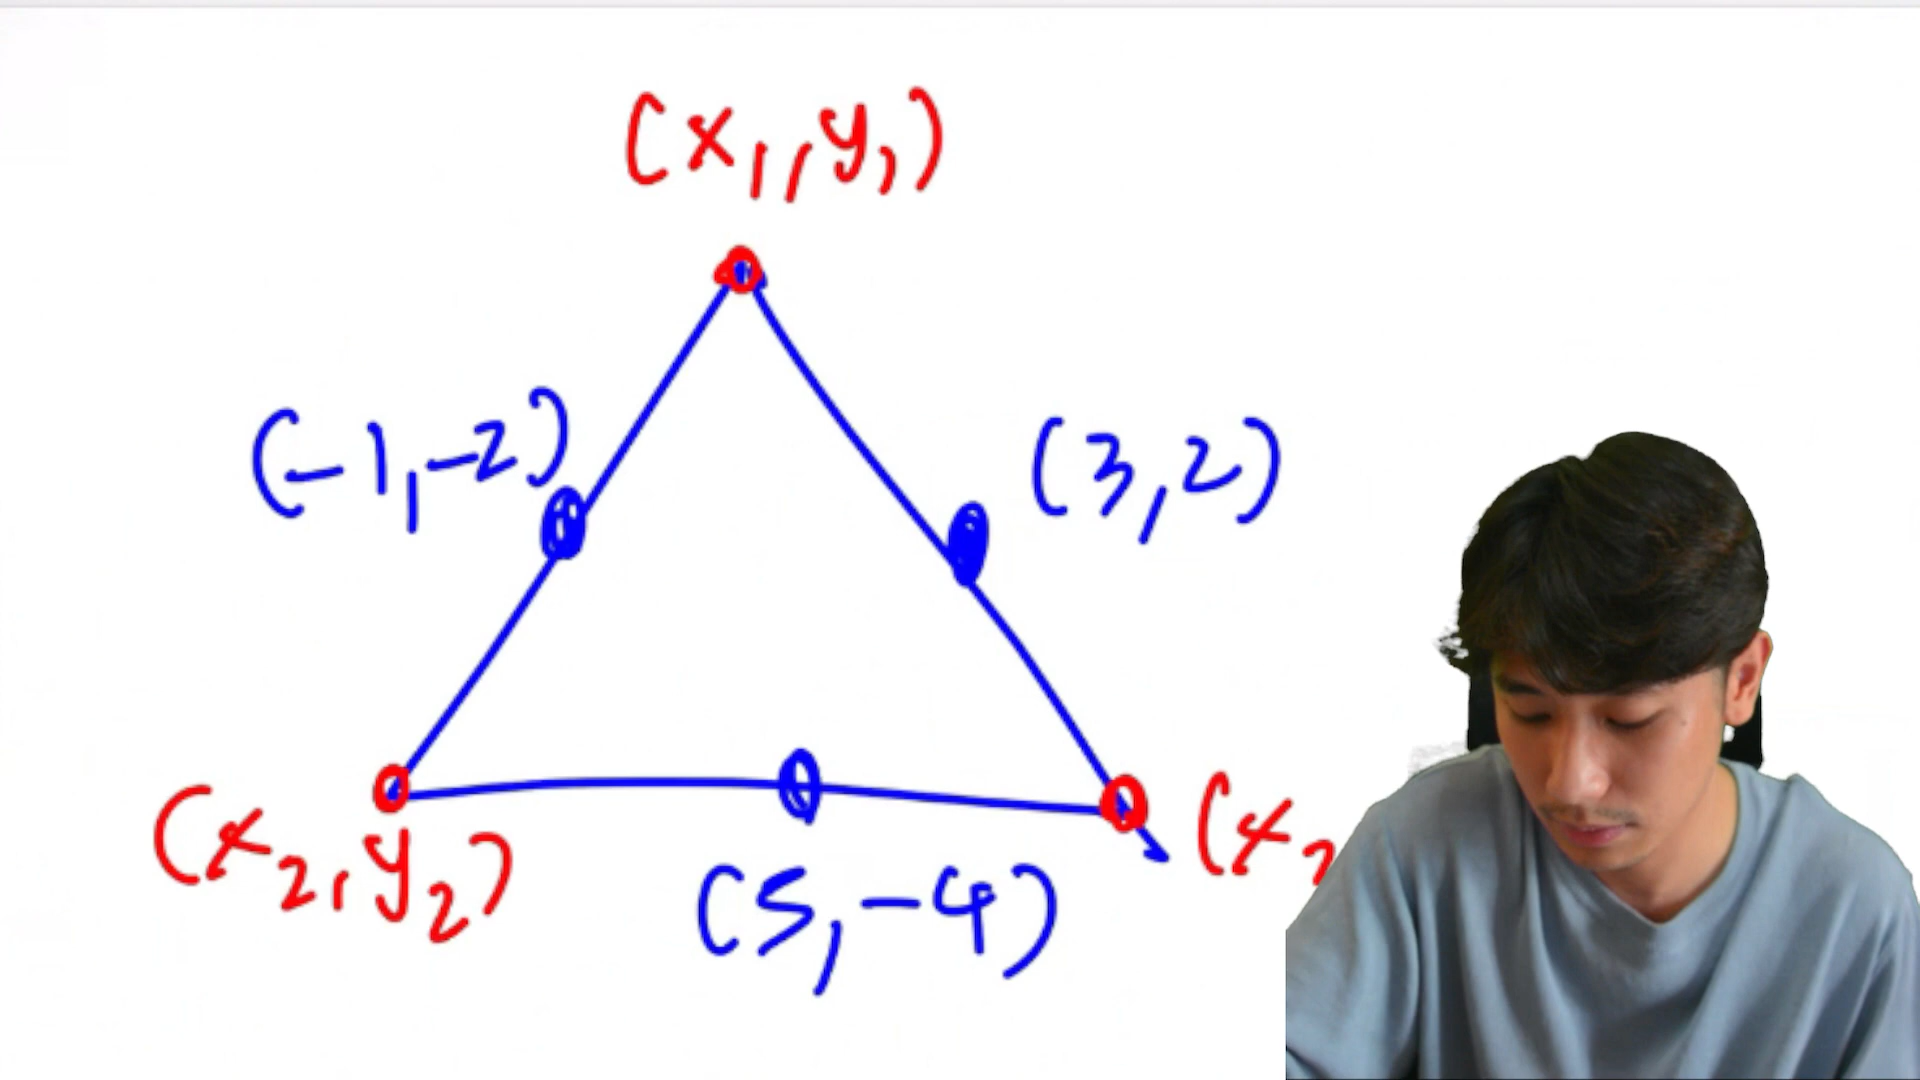 (x₁, y₁)
(-1, -2)
(3, 2)
(x₂, y₂)
(x
(5, -4)